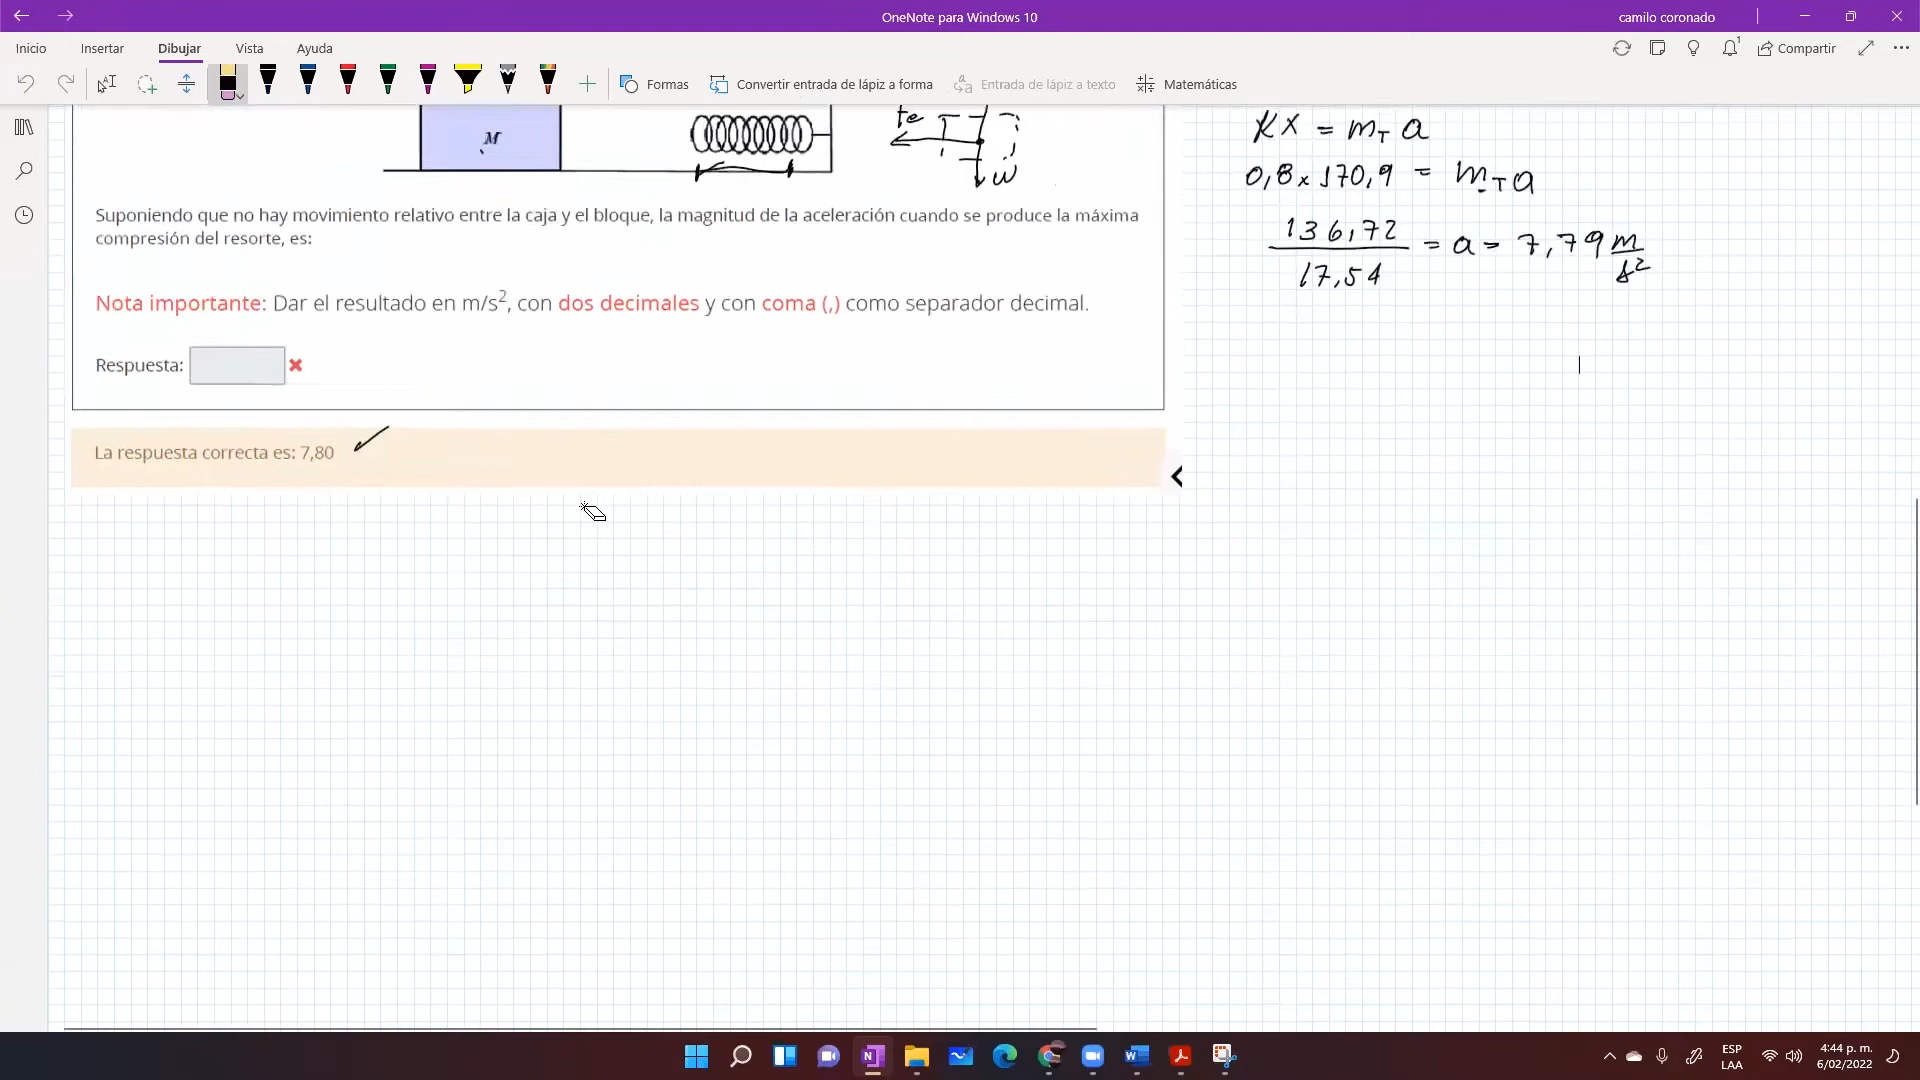 OneNote para Windows 10
camilo coronado
Inicio Insertar Dibujar Vista Ayuda
1 Compartir
Formas Convertir entrada de lápiz a forma Entrada de lápiz a texto Matemáticas
M
fe
w
Suponiendo que no hay movimiento relativo entre la caja y el bloque, la magnitud de la aceleración cuando se produce la máxima
compresión del resorte, es:
Nota importante: Dar el resultado en m/s², con dos decimales y con coma (,) como separador decimal.
Respuesta:
La respuesta correcta es: 7,80
KX = m_T a
0,8 x 170,9 = m_T a
136,72
—— = a = 7,79 m/s²
17,54
ESP
LAA
4:44 p. m.
6/02/2022